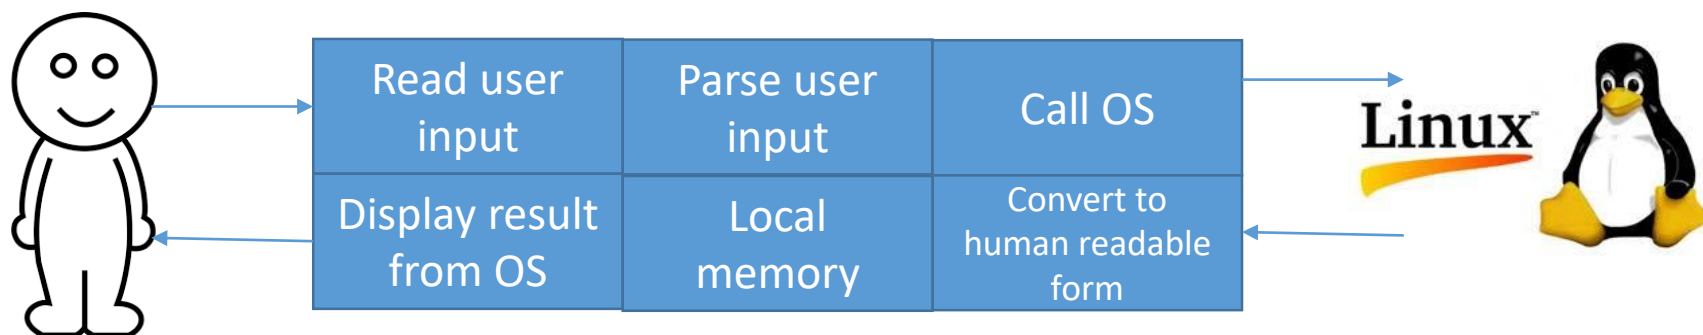 Read user
input
Parse user
input
Call OS
Linux™
Display result
from OS
Local
memory
Convert to
human readable
form